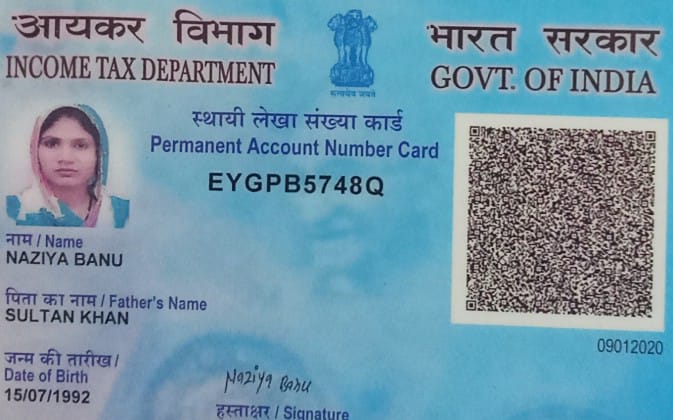 आयकर विभाग
INCOME TAX DEPARTMENT
सत्यमेव जयते
भारत सरकार
GOVT. OF INDIA
स्थायी लेखा संख्या कार्ड
Permanent Account Number Card
EYGPB5748Q
नाम / Name
NAZIYA BANU
पिता का नाम / Father's Name
SULTAN KHAN
जन्म की तारीख /
Date of Birth
15/07/1992
Naziya Banu
हस्ताक्षर / Signature
09012020